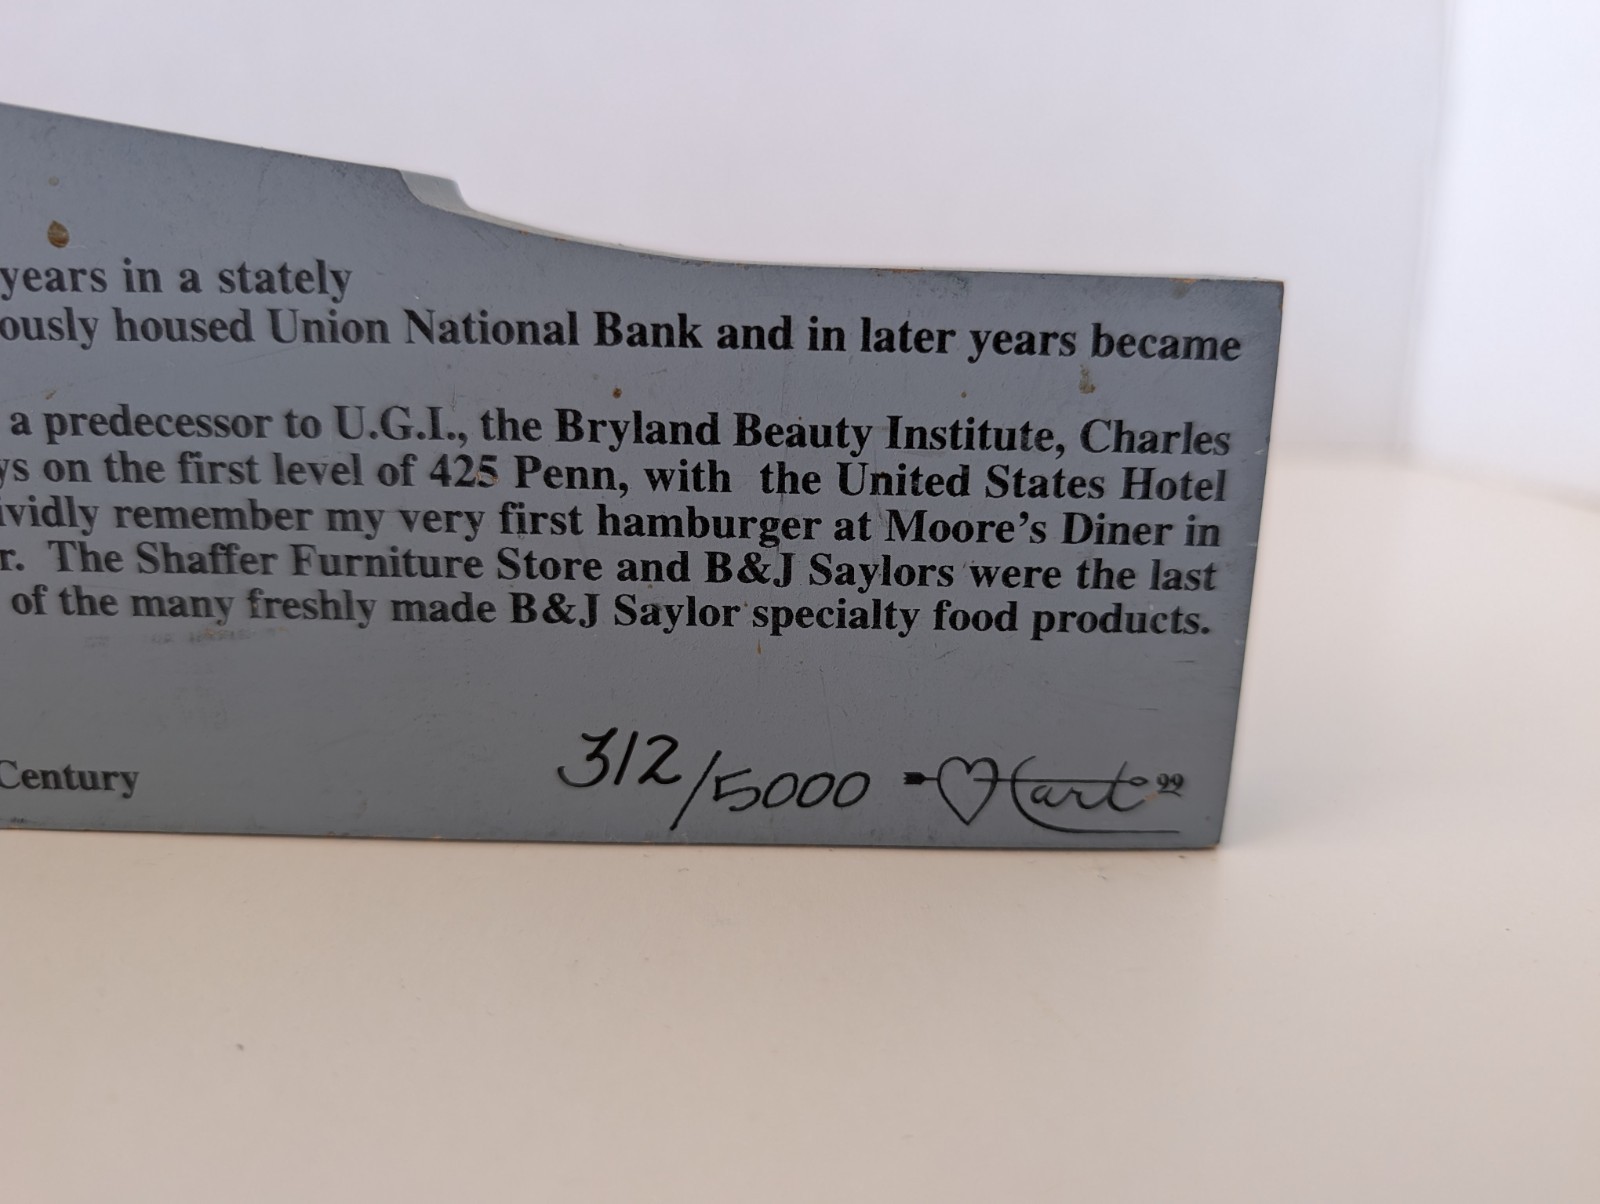 years in a stately
ously housed Union National Bank and in later years became
a predecessor to U.G.I., the Bryland Beauty Institute, Charles
ys on the first level of 425 Penn, with the United States Hotel
ividly remember my very first hamburger at Moore's Diner in
r. The Shaffer Furniture Store and B&J Saylors were the last
of the many freshly made B&J Saylor specialty food products.
Century
312/5000 Hart 99